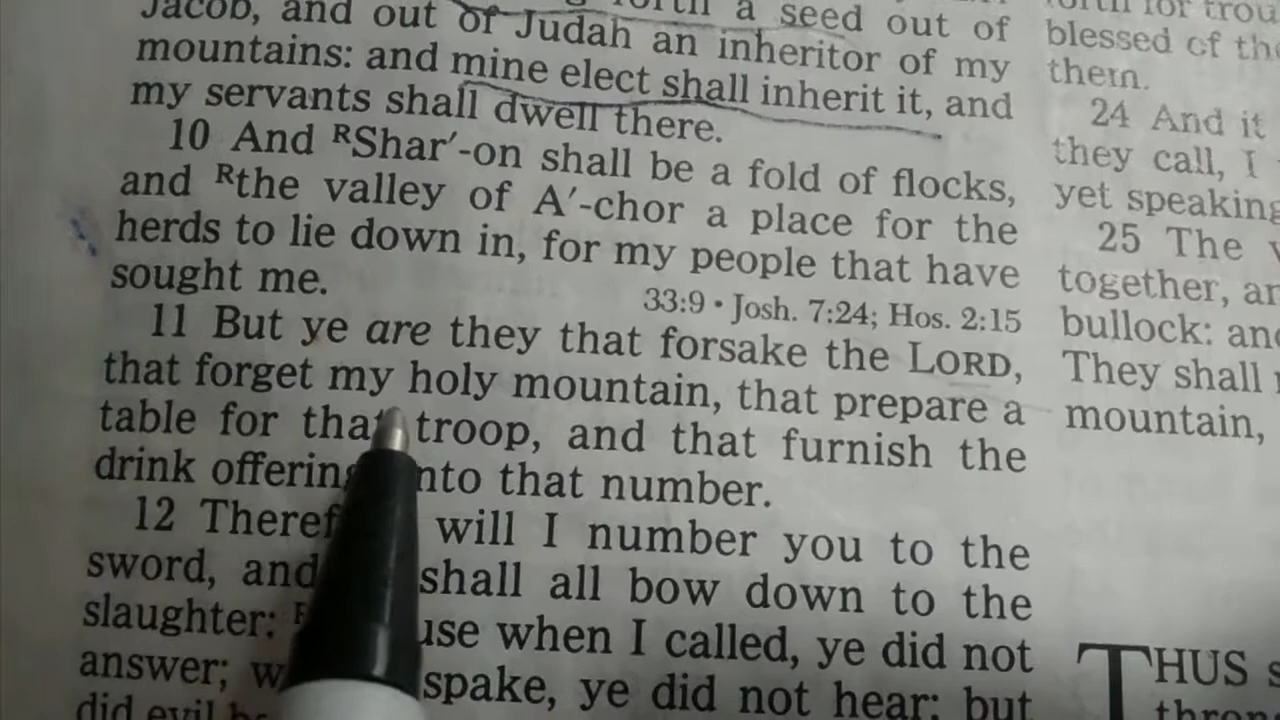 Jacob, and out of Judah an inheritor of my
mountains: and mine elect shall inherit it, and
my servants shall dwell there.
10 And ᴿShar′-on shall be a fold of flocks,
and ᴿthe valley of A′-chor a place for the
herds to lie down in, for my people that have
sought me.
33:9 • Josh. 7:24; Hos. 2:15
11 But ye are they that forsake the LORD,
that forget my holy mountain, that prepare a
table for that troop, and that furnish the
drink offering unto that number.
12 Therefore will I number you to the
sword, and shall all bow down to the
slaughter: when I called, ye did not
answer; spake, ye did not hear; but
did evil
blessed of
them.
24 And it
they call, I
yet speaking
25 The
together,
bullock:
They shall
mountain,
THUS